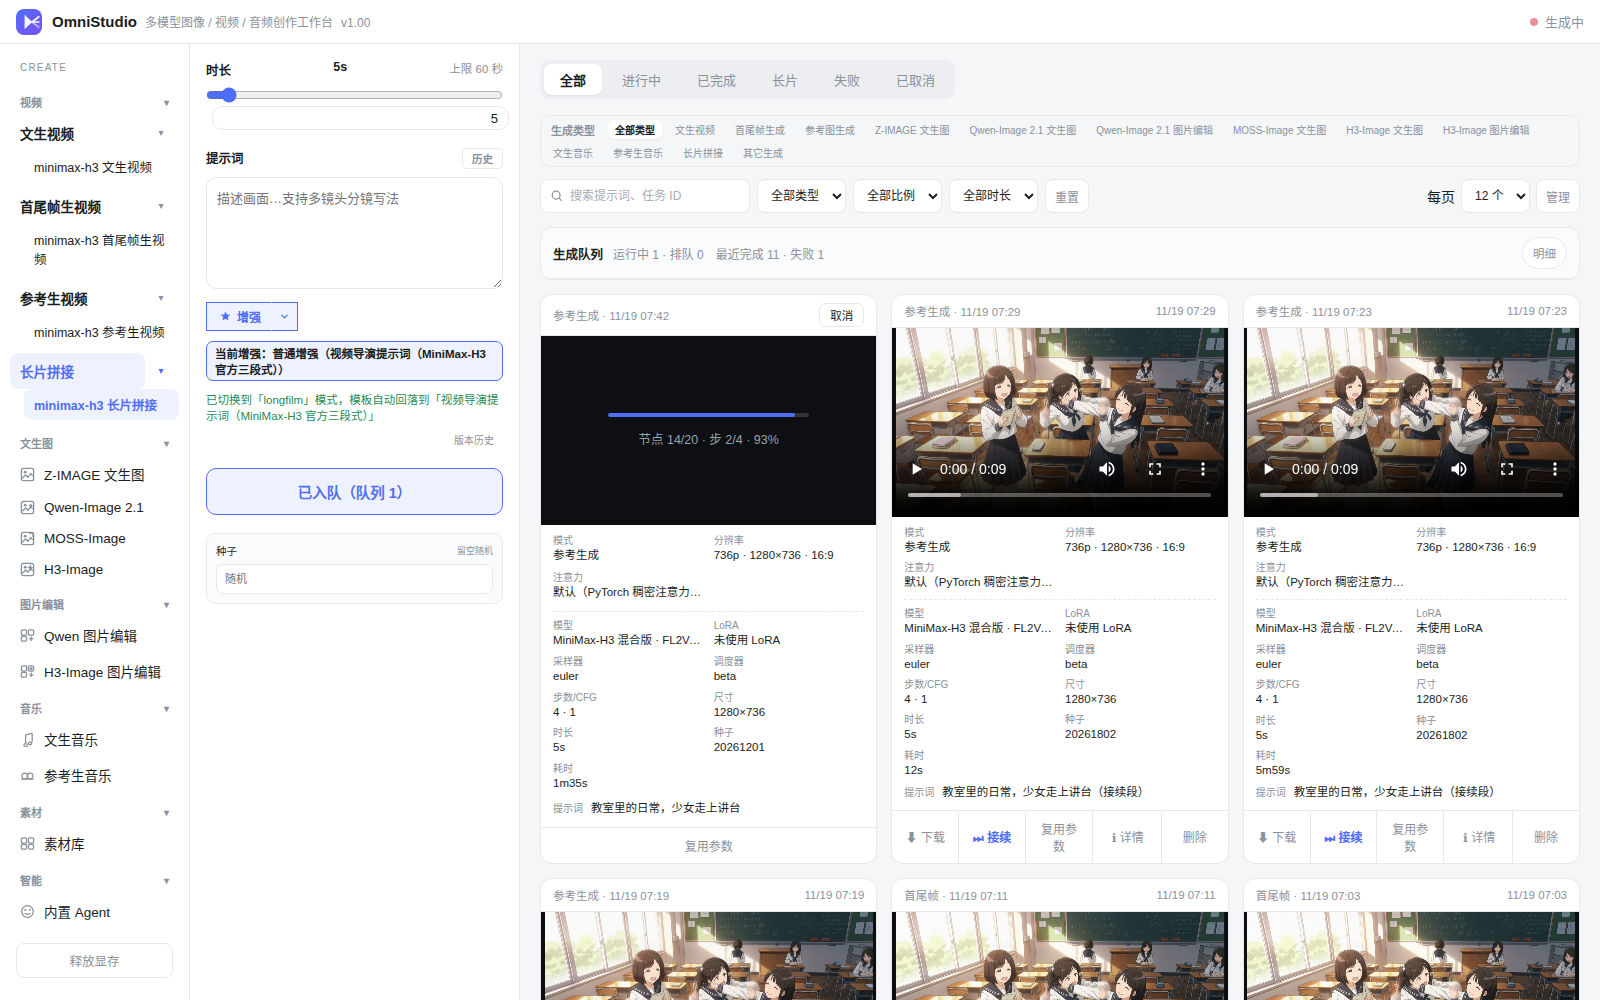 OmniStudio 多模型图像 / 视频 / 音频创作工作台 v1.00
生成中
CREATE
视频
文生视频
minimax-h3 文生视频
首尾帧生视频
minimax-h3 首尾帧生视
频
参考生视频
minimax-h3 参考生视频
长片拼接
minimax-h3 长片拼接
文生图
Z-IMAGE 文生图
Qwen-Image 2.1
MOSS-Image
H3-Image
图片编辑
Qwen 图片编辑
H3-Image 图片编辑
音乐
文生音乐
参考生音乐
素材
素材库
智能
内置 Agent
释放显存
时长 5s 上限 60 秒
5
提示词 历史
描述画面…支持多镜头分镜写法
增强
当前增强：普通增强（视频导演提示词（MiniMax-H3
官方三段式））
已切换到「longfilm」模式，模板自动回落到「视频导演提
示词（MiniMax-H3 官方三段式）」
版本历史
已入队（队列 1）
种子 留空随机
随机
全部 进行中 已完成 长片 失败 已取消
生成类型 全部类型 文生视频 首尾帧生成 参考图生成 Z-IMAGE 文生图 Qwen-Image 2.1 文生图 Qwen-Image 2.1 图片编辑 MOSS-Image 文生图 H3-Image 文生图 H3-Image 图片编辑
文生音乐 参考生音乐 长片拼接 其它生成
搜索提示词、任务 ID 全部类型 全部比例 全部时长 重置 每页 12 个 管理
生成队列 运行中 1 · 排队 0 最近完成 11 · 失败 1 明细
参考生成 · 11/19 07:42 取消
节点 14/20 · 步 2/4 · 93%
模式 分辨率
参考生成 736p · 1280×736 · 16:9
注意力
默认（PyTorch 稠密注意力…
模型 LoRA
MiniMax-H3 混合版 · FL2V… 未使用 LoRA
采样器 调度器
euler beta
步数/CFG 尺寸
4 · 1 1280×736
时长 种子
5s 20261201
耗时
1m35s
提示词 教室里的日常，少女走上讲台
复用参数
参考生成 · 11/19 07:29 11/19 07:29
0:00 / 0:09
模式 分辨率
参考生成 736p · 1280×736 · 16:9
注意力
默认（PyTorch 稠密注意力…
模型 LoRA
MiniMax-H3 混合版 · FL2V… 未使用 LoRA
采样器 调度器
euler beta
步数/CFG 尺寸
4 · 1 1280×736
时长 种子
5s 20261802
耗时
12s
提示词 教室里的日常，少女走上讲台（接续段）
下载 接续 复用参数 详情 删除
参考生成 · 11/19 07:23 11/19 07:23
0:00 / 0:09
模式 分辨率
参考生成 736p · 1280×736 · 16:9
注意力
默认（PyTorch 稠密注意力…
模型 LoRA
MiniMax-H3 混合版 · FL2V… 未使用 LoRA
采样器 调度器
euler beta
步数/CFG 尺寸
4 · 1 1280×736
时长 种子
5s 20261802
耗时
5m59s
提示词 教室里的日常，少女走上讲台（接续段）
下载 接续 复用参数 详情 删除
参考生成 · 11/19 07:19 11/19 07:19
首尾帧 · 11/19 07:11 11/19 07:11
首尾帧 · 11/19 07:03 11/19 07:03